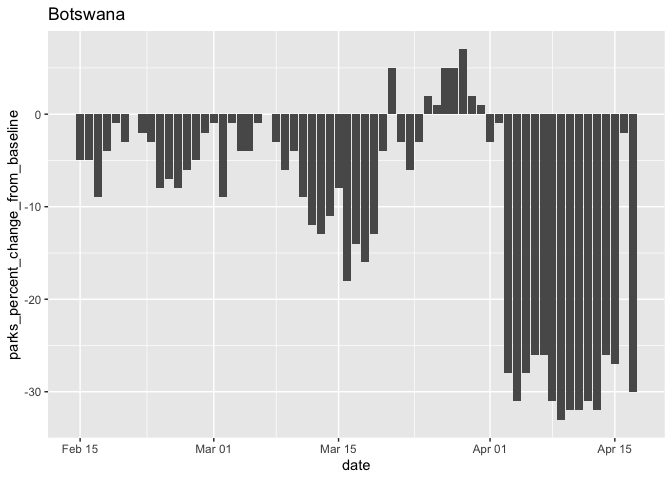 Botswana
parks_percent_change_from_baseline
0
-10
-20
-30
Feb 15
Mar 01
Mar 15
Apr 01
Apr 15
date